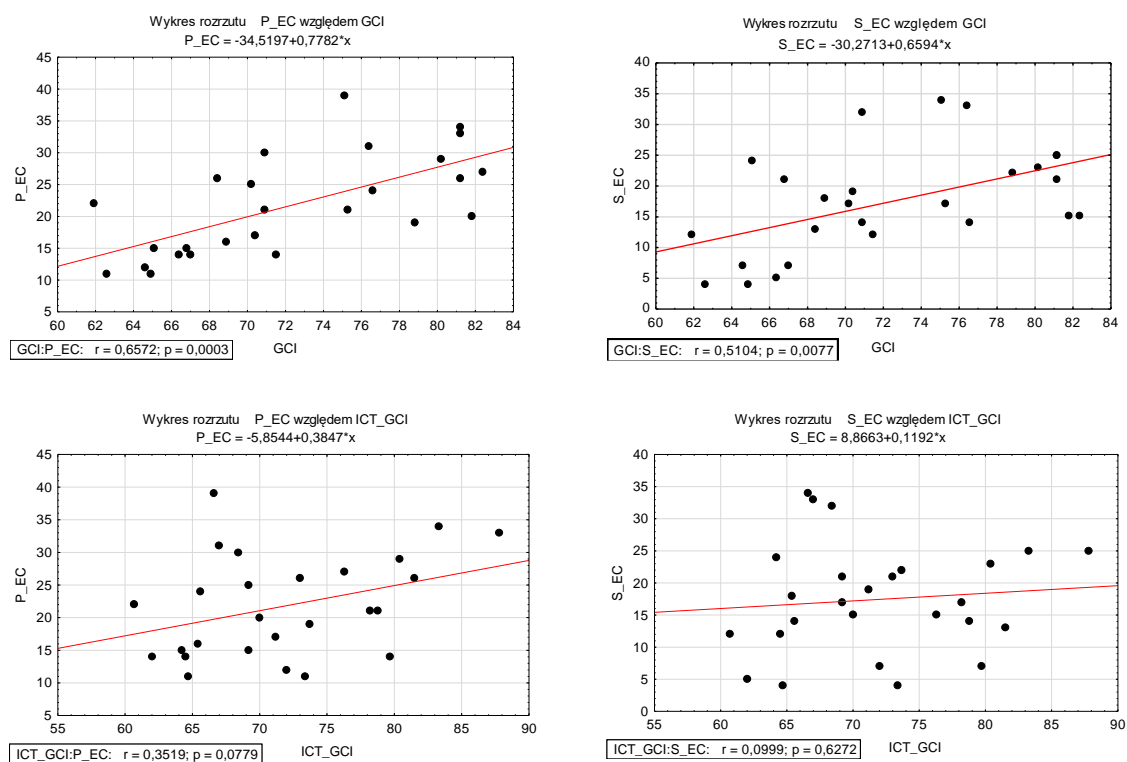 Wykres rozrzutu P_EC względem GCI
P_EC = -34,5197+0,7782*x
45
40
35
30
25
20
15
10
5
P_EC
60 62 64 66 68 70 72 74 76 78 80 82 84
GCI
GCI:P_EC: r = 0,6572; p = 0,0003
Wykres rozrzutu S_EC względem GCI
S_EC = -30,2713+0,6594*x
40
35
30
25
20
15
10
5
0
S_EC
60 62 64 66 68 70 72 74 76 78 80 82 84
GCI
GCI:S_EC: r = 0,5104; p = 0,0077
Wykres rozrzutu P_EC względem ICT_GCI
P_EC = -5,8544+0,3847*x
45
40
35
30
25
20
15
10
5
P_EC
55 60 65 70 75 80 85 90
ICT_GCI
ICT_GCI:P_EC: r = 0,3519; p = 0,0779
Wykres rozrzutu S_EC względem ICT_GCI
S_EC = 8,8663+0,1192*x
40
35
30
25
20
15
10
5
0
S_EC
55 60 65 70 75 80 85 90
ICT_GCI
ICT_GCI:S_EC: r = 0,0999; p = 0,6272